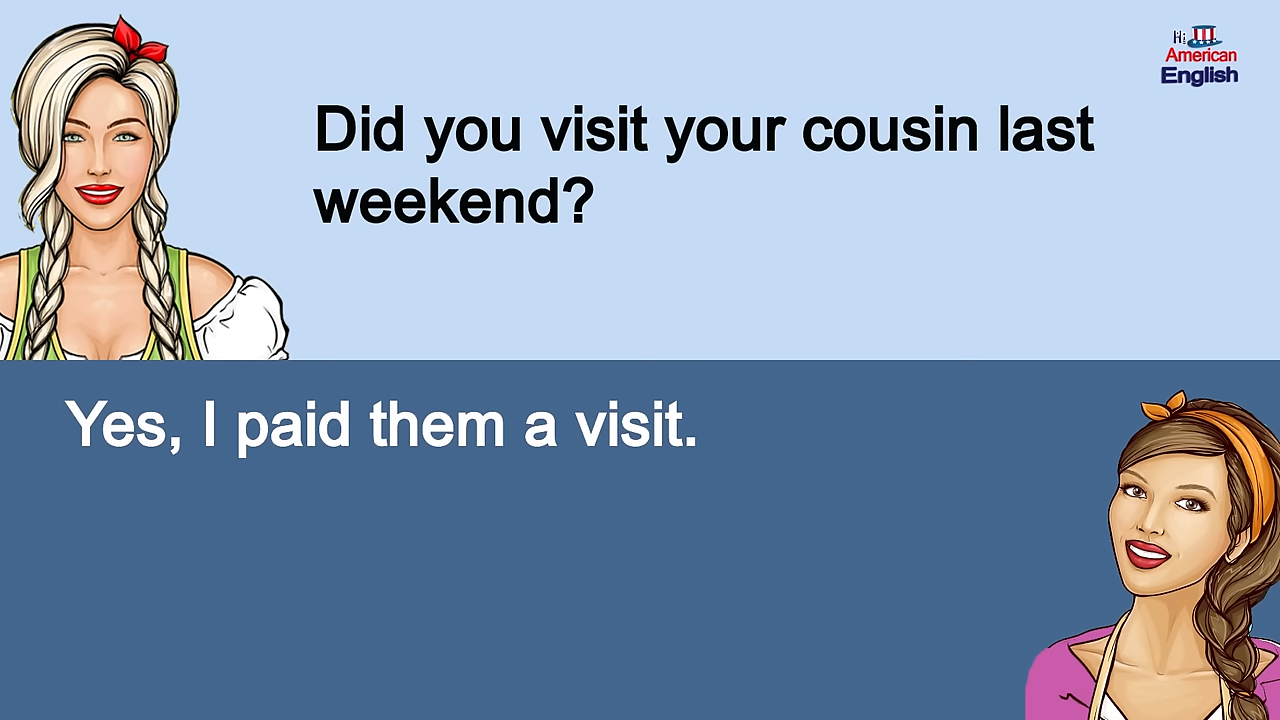 Hi
American
English
Did you visit your cousin last
weekend?
Yes, I paid them a visit.